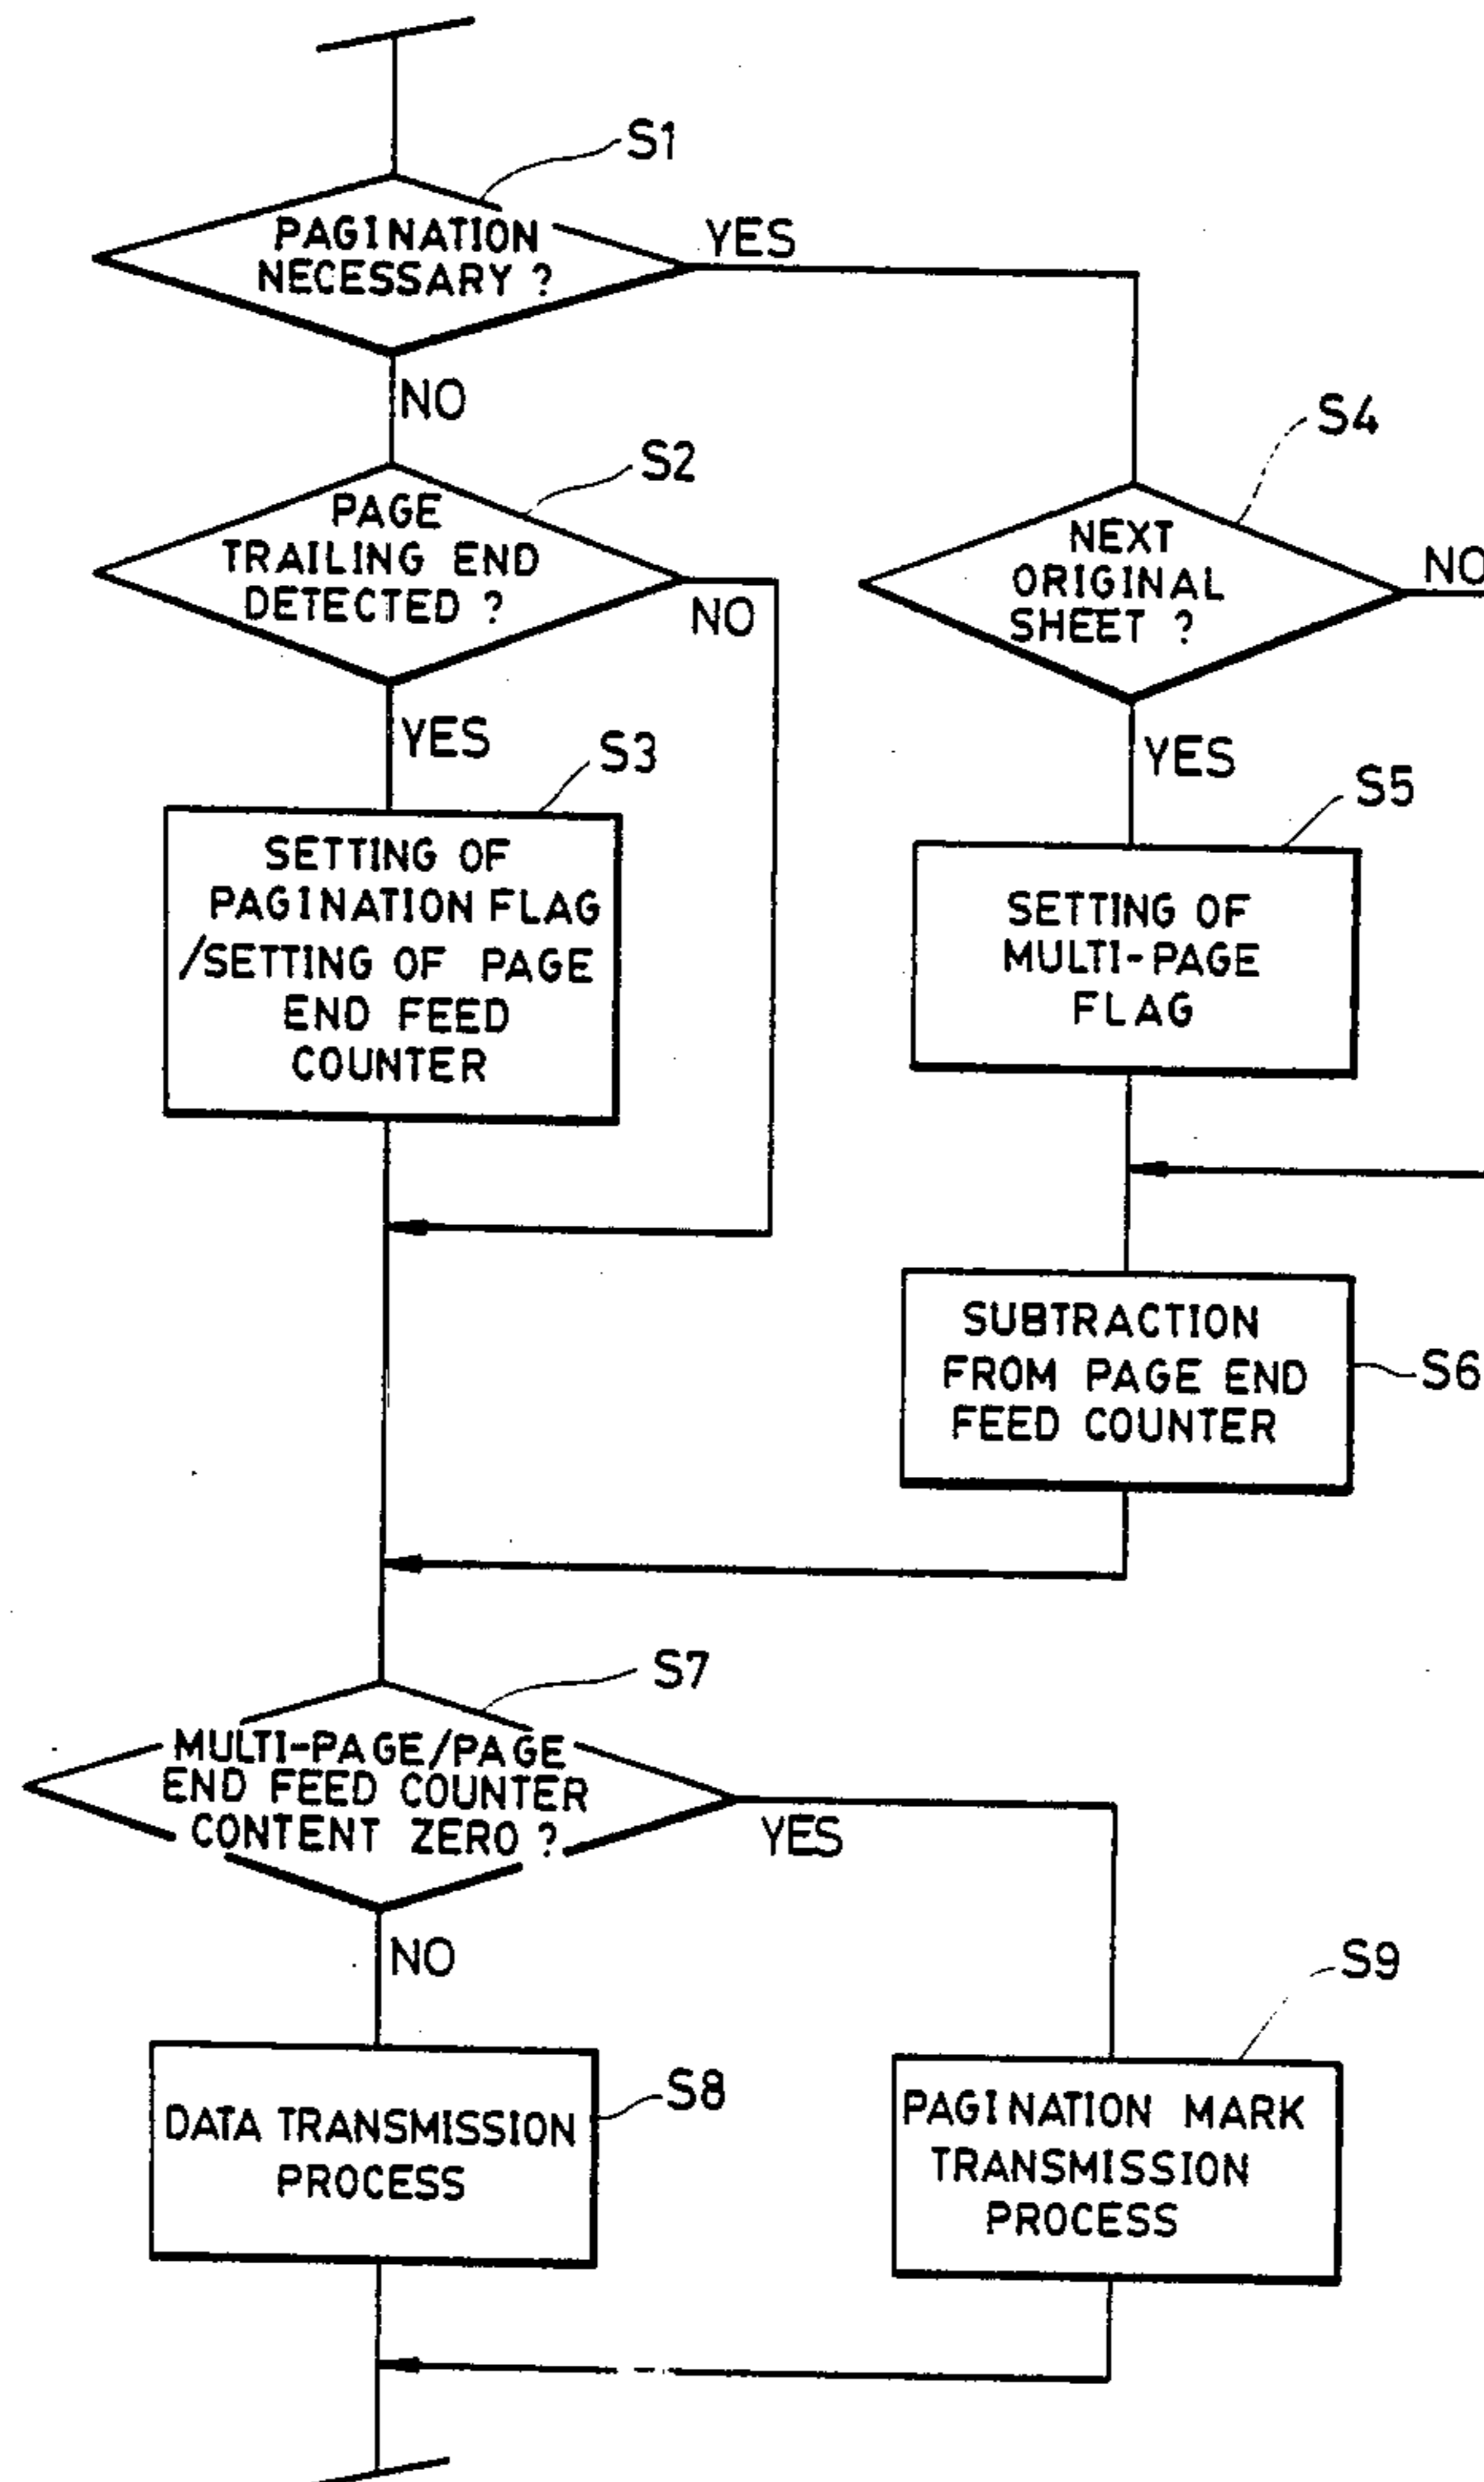 S1
PAGINATION
NECESSARY ?
YES
NO
S2
PAGE
TRAILING END
DETECTED ?
NO
YES
S4
NEXT
ORIGINAL
SHEET ?
NO
YES
S3
SETTING OF
PAGINATION FLAG
/SETTING OF PAGE
END FEED
COUNTER
S5
SETTING OF
MULTI-PAGE
FLAG
SUBTRACTION
FROM PAGE END
FEED COUNTER
S6
S7
MULTI-PAGE/PAGE
END FEED COUNTER
CONTENT ZERO ?
YES
NO
S8
DATA TRANSMISSION
PROCESS
S9
PAGINATION MARK
TRANSMISSION
PROCESS